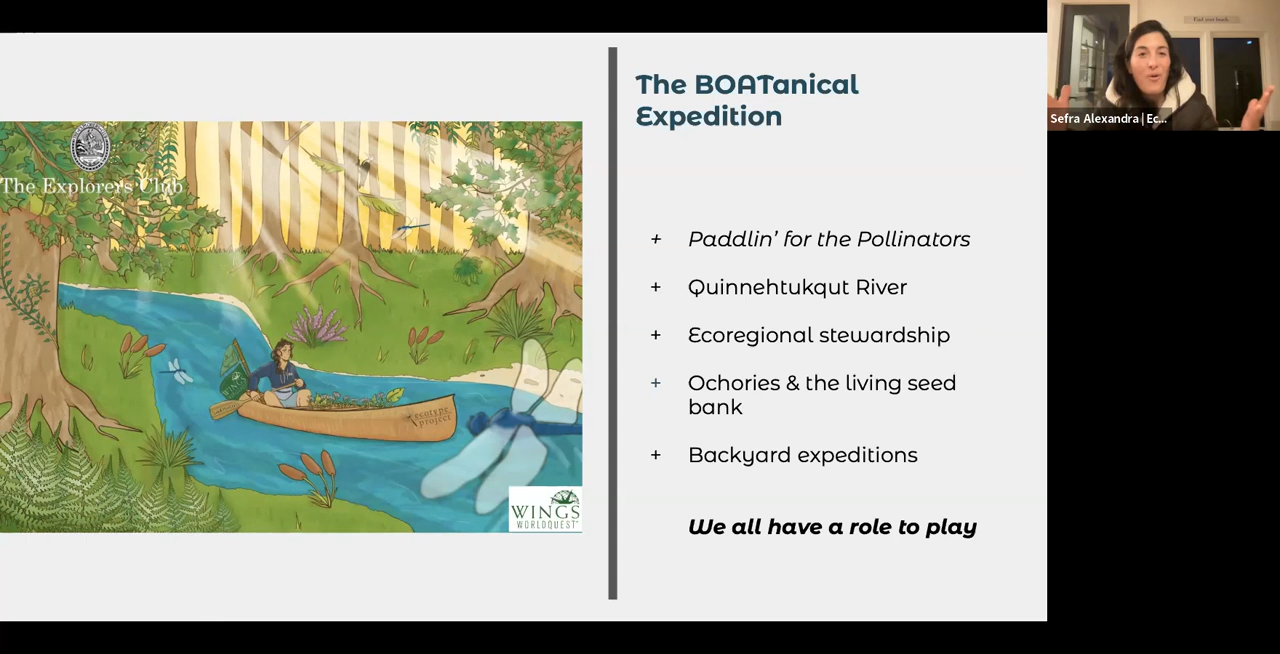 The BOATanical
Expedition
The Explorers Club
+ Paddlin' for the Pollinators
+ Quinnehtukqut River
+ Ecoregional stewardship
+ Ochories & the living seed
bank
+ Backyard expeditions
We all have a role to play
ecotype
project
WINGS
WORLDQUEST
Sefra Alexandra | Ec...